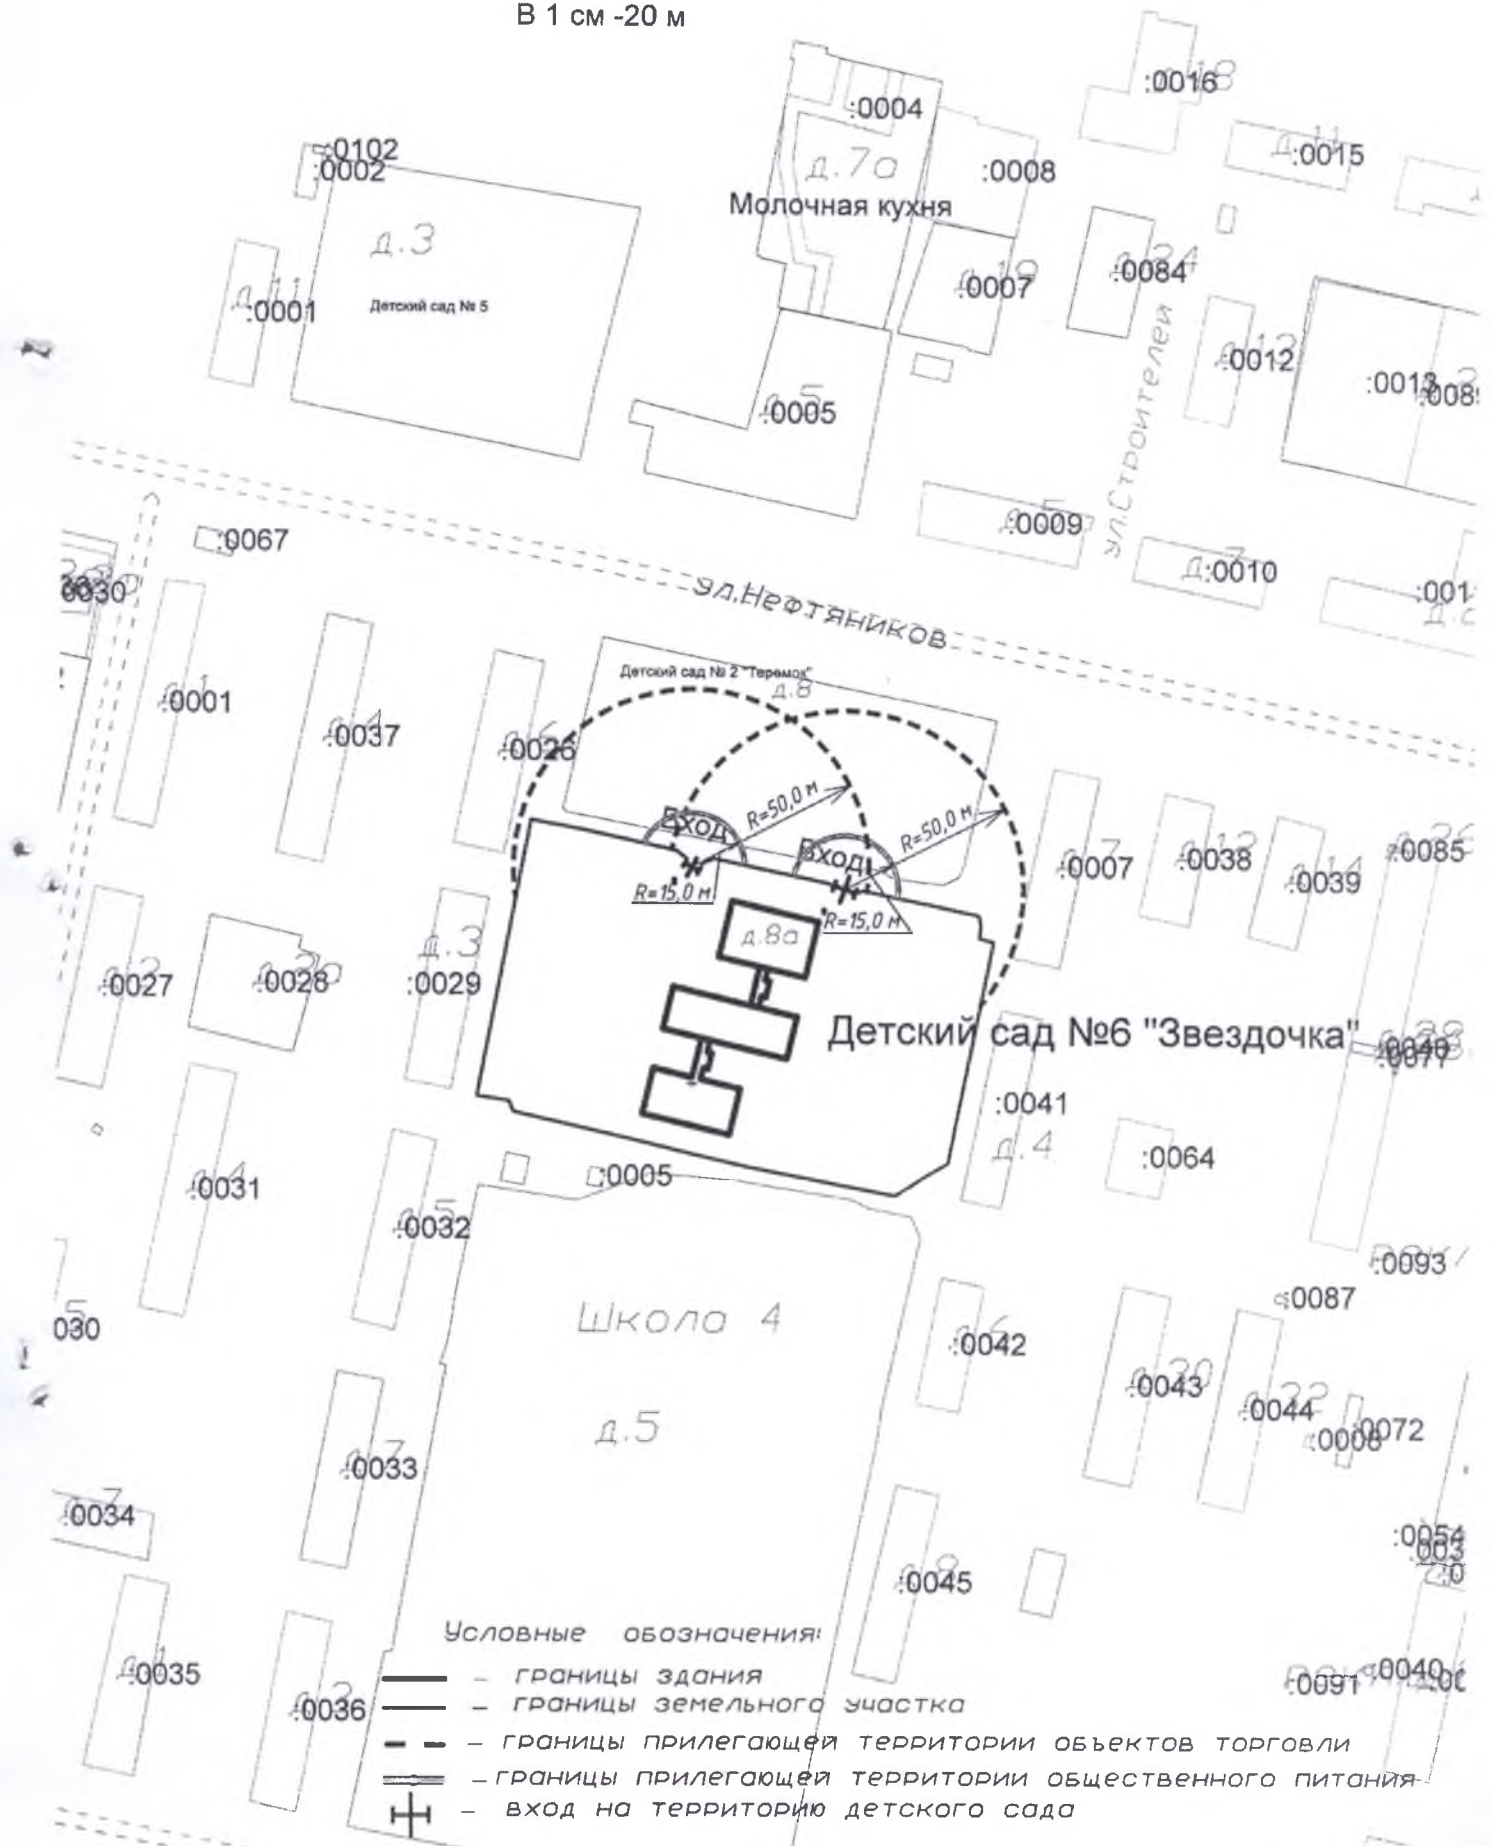 В 1 см -20 м
:0016
:0004
:0102
:0002
:0015
д.7а
:0008
Молочная кухня
д.3
:0084
:0007
Детский сад № 5
:0001
ул.Строителей
:0012
:0013
:0005
:0009
:0067
:0010
ул.Нефтяников
Детский сад № 2 "Теремок"
д.8
:0001
:0037
:0026
R=50,0 м
R=50,0 м
Вход
Вход
:0007
:0038
:0039
:0085
R=15,0 м
R=15,0 м
д.8а
д.3
:0027
:0028
:0029
Детский сад №6 "Звездочка"
:0041
д.4
:0064
:0005
:0031
:0032
:0093
:0087
030
Школа 4
:0042
:0043
:0044
:0072
:0006
д.5
:0033
:0034
:0054
:0045
:0035
:0036
:0091
:0040
Условные обозначения:
– границы здания
– границы земельного участка
– границы прилегающей территории объектов торговли
– границы прилегающей территории общественного питания
– вход на территорию детского сада